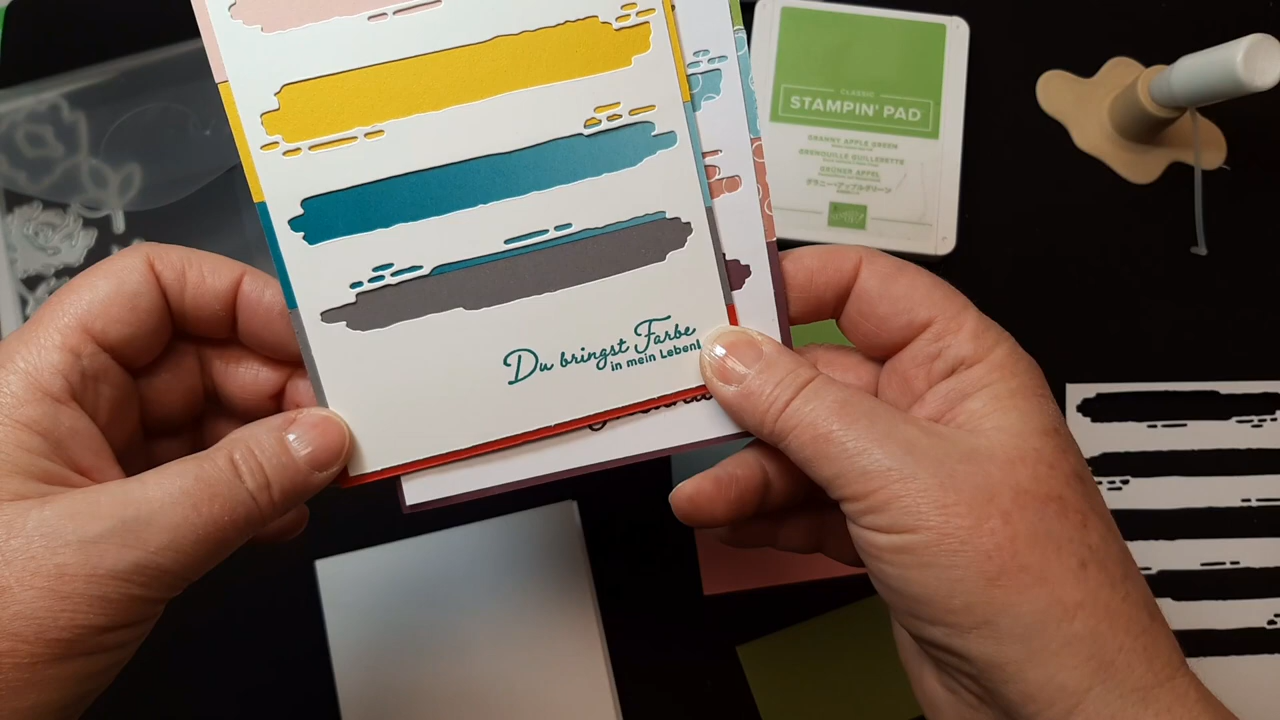 CLASSIC
STAMPIN' PAD
GRANNY APPLE GREEN
GRENOUILLE GUILLERETTE
GRÜNER APFEL
グラニー・アップルグリーン
Du bringst Farbe
in mein Leben!